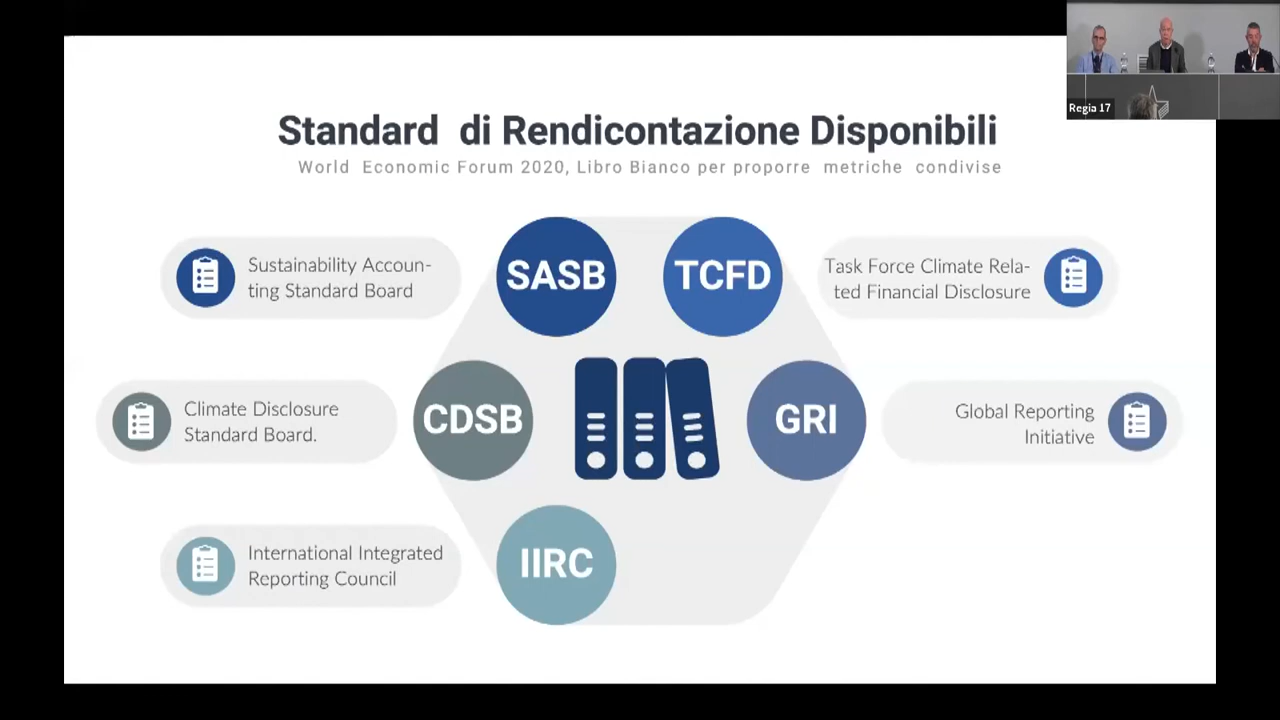 Regia 17
Standard di Rendicontazione Disponibili
World Economic Forum 2020, Libro Bianco per proporre metriche condivise
Sustainability Accoun-
ting Standard Board
SASB
TCFD
Task Force Climate Rela-
ted Financial Disclosure
Climate Disclosure
Standard Board.
CDSB
GRI
Global Reporting
Initiative
International Integrated
Reporting Council
IIRC